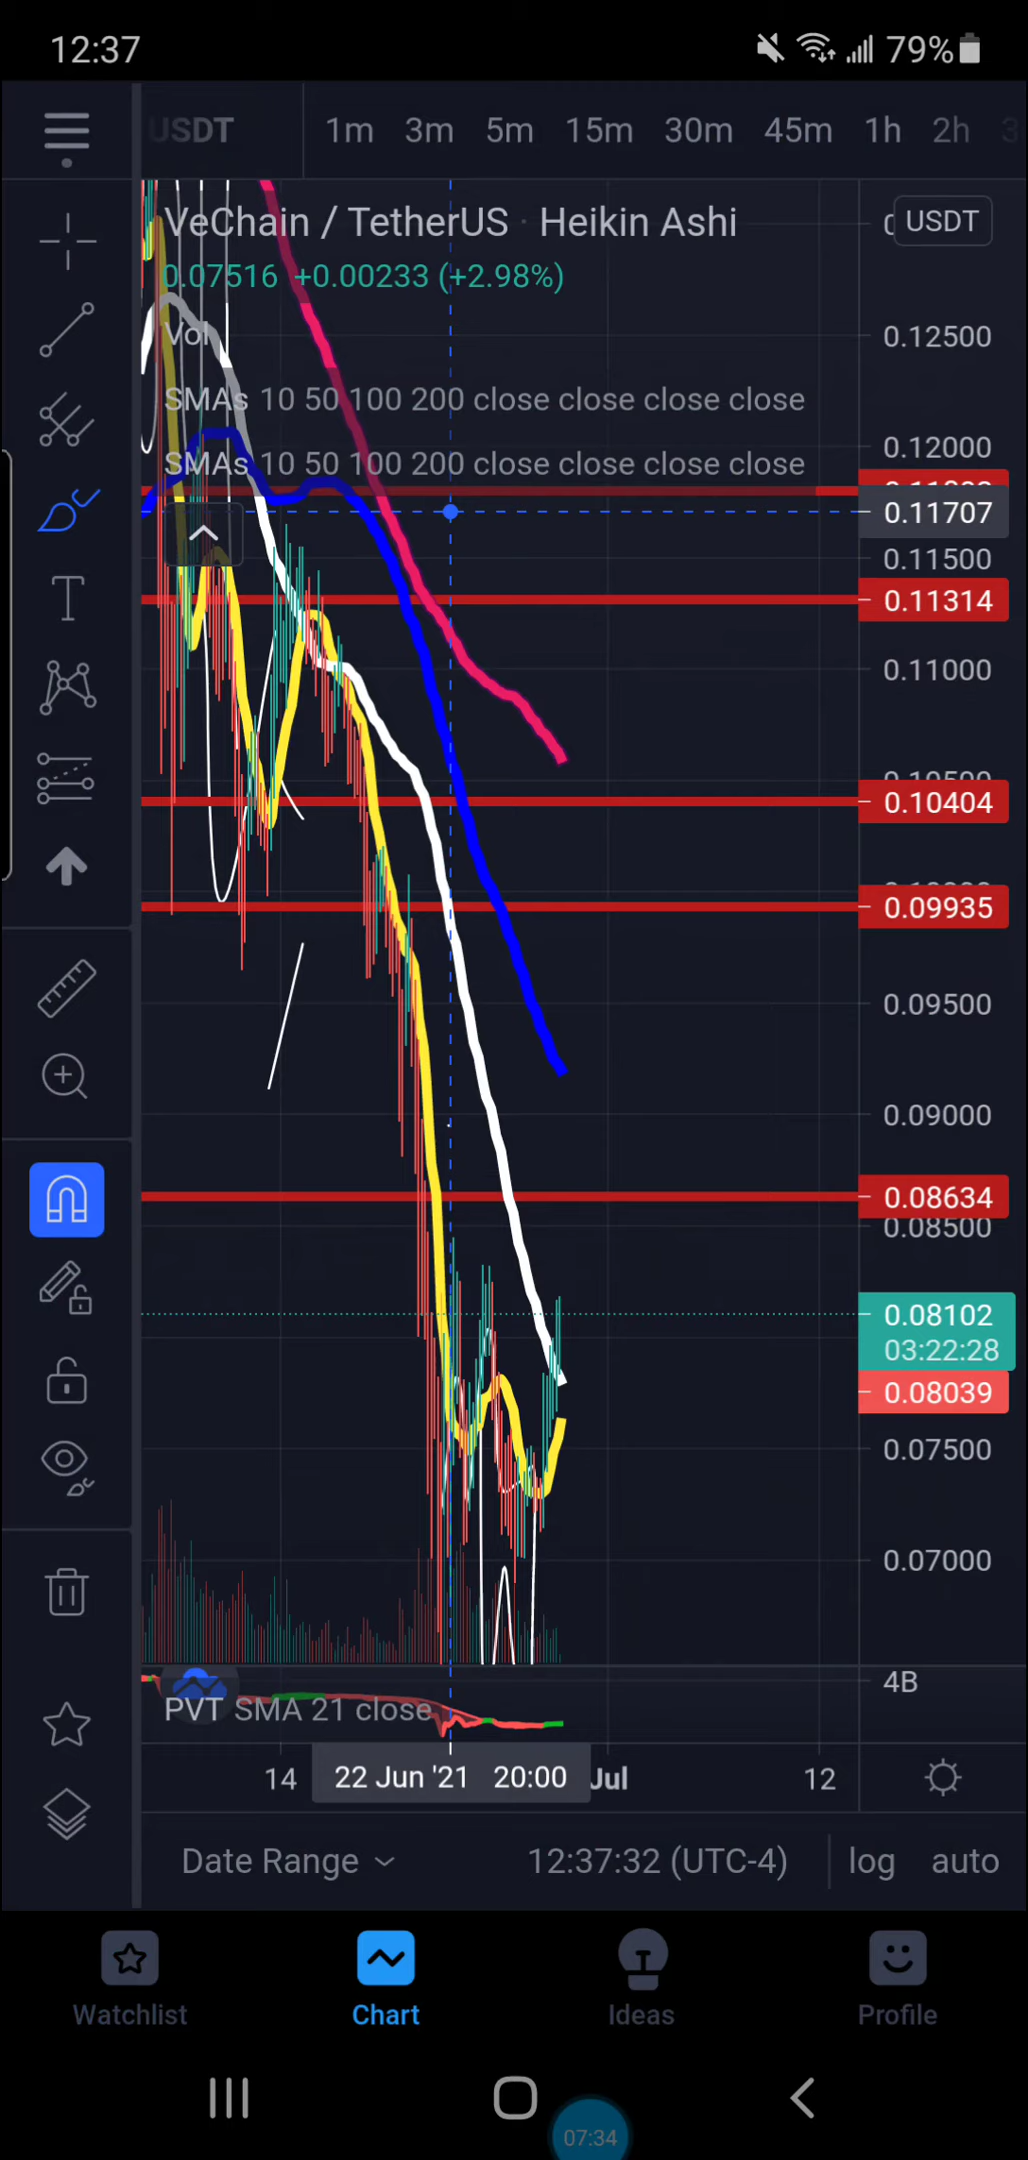 12:37 79%
USDT 1m 3m 5m 15m 30m 45m 1h 2h 3
VeChain / TetherUS · Heikin Ashi USDT
0.07516 +0.00233 (+2.98%)
Vol
0.12500
SMAs 10 50 100 200 close close close close
0.12000
SMAs 10 50 100 200 close close close close
0.11707
0.11500
0.11314
0.11000
0.10404
0.09935
0.09500
0.09000
0.08634
0.08500
0.08102
03:22:28
0.08039
0.07500
0.07000
4B
PVT SMA 21 close
14 22 Jun '21 20:00 Jul 12
Date Range 12:37:32 (UTC-4) log auto
Watchlist Chart Ideas Profile
07:34